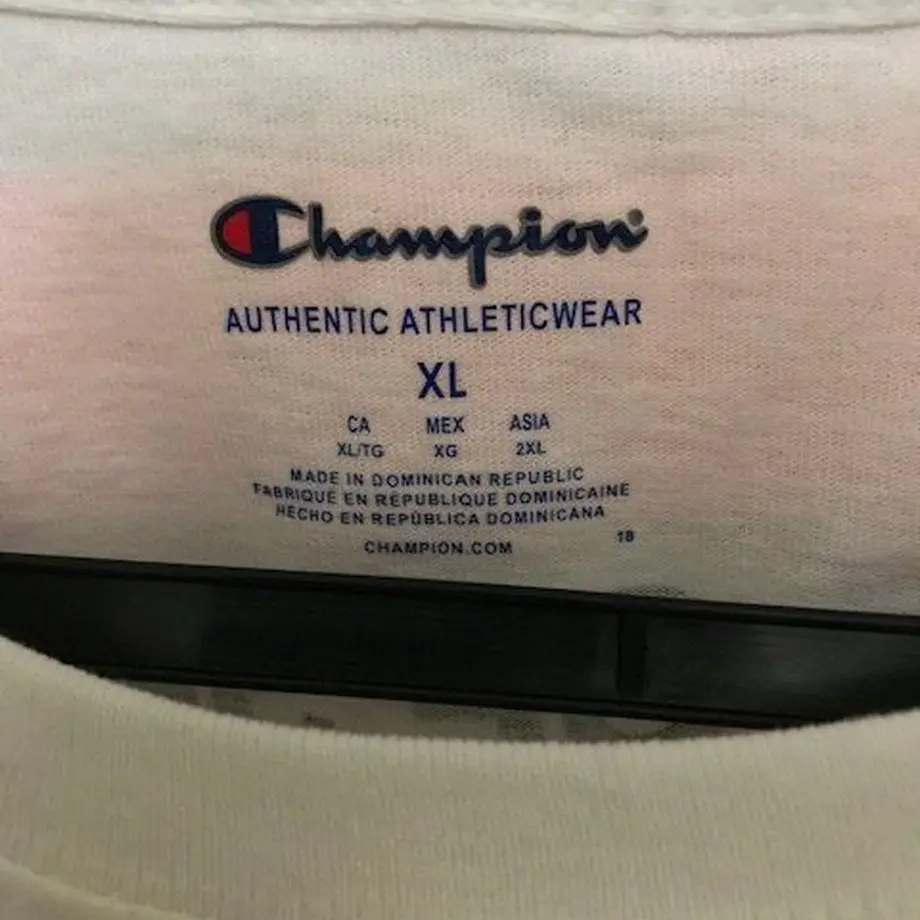 Champion
AUTHENTIC ATHLETICWEAR
XL
CA MEX ASIA
XL/TG XG 2XL
MADE IN DOMINICAN REPUBLIC
FABRIQUE EN RÉPUBLIQUE DOMINICAINE
HECHO EN REPÚBLICA DOMINICANA
18
CHAMPION.COM